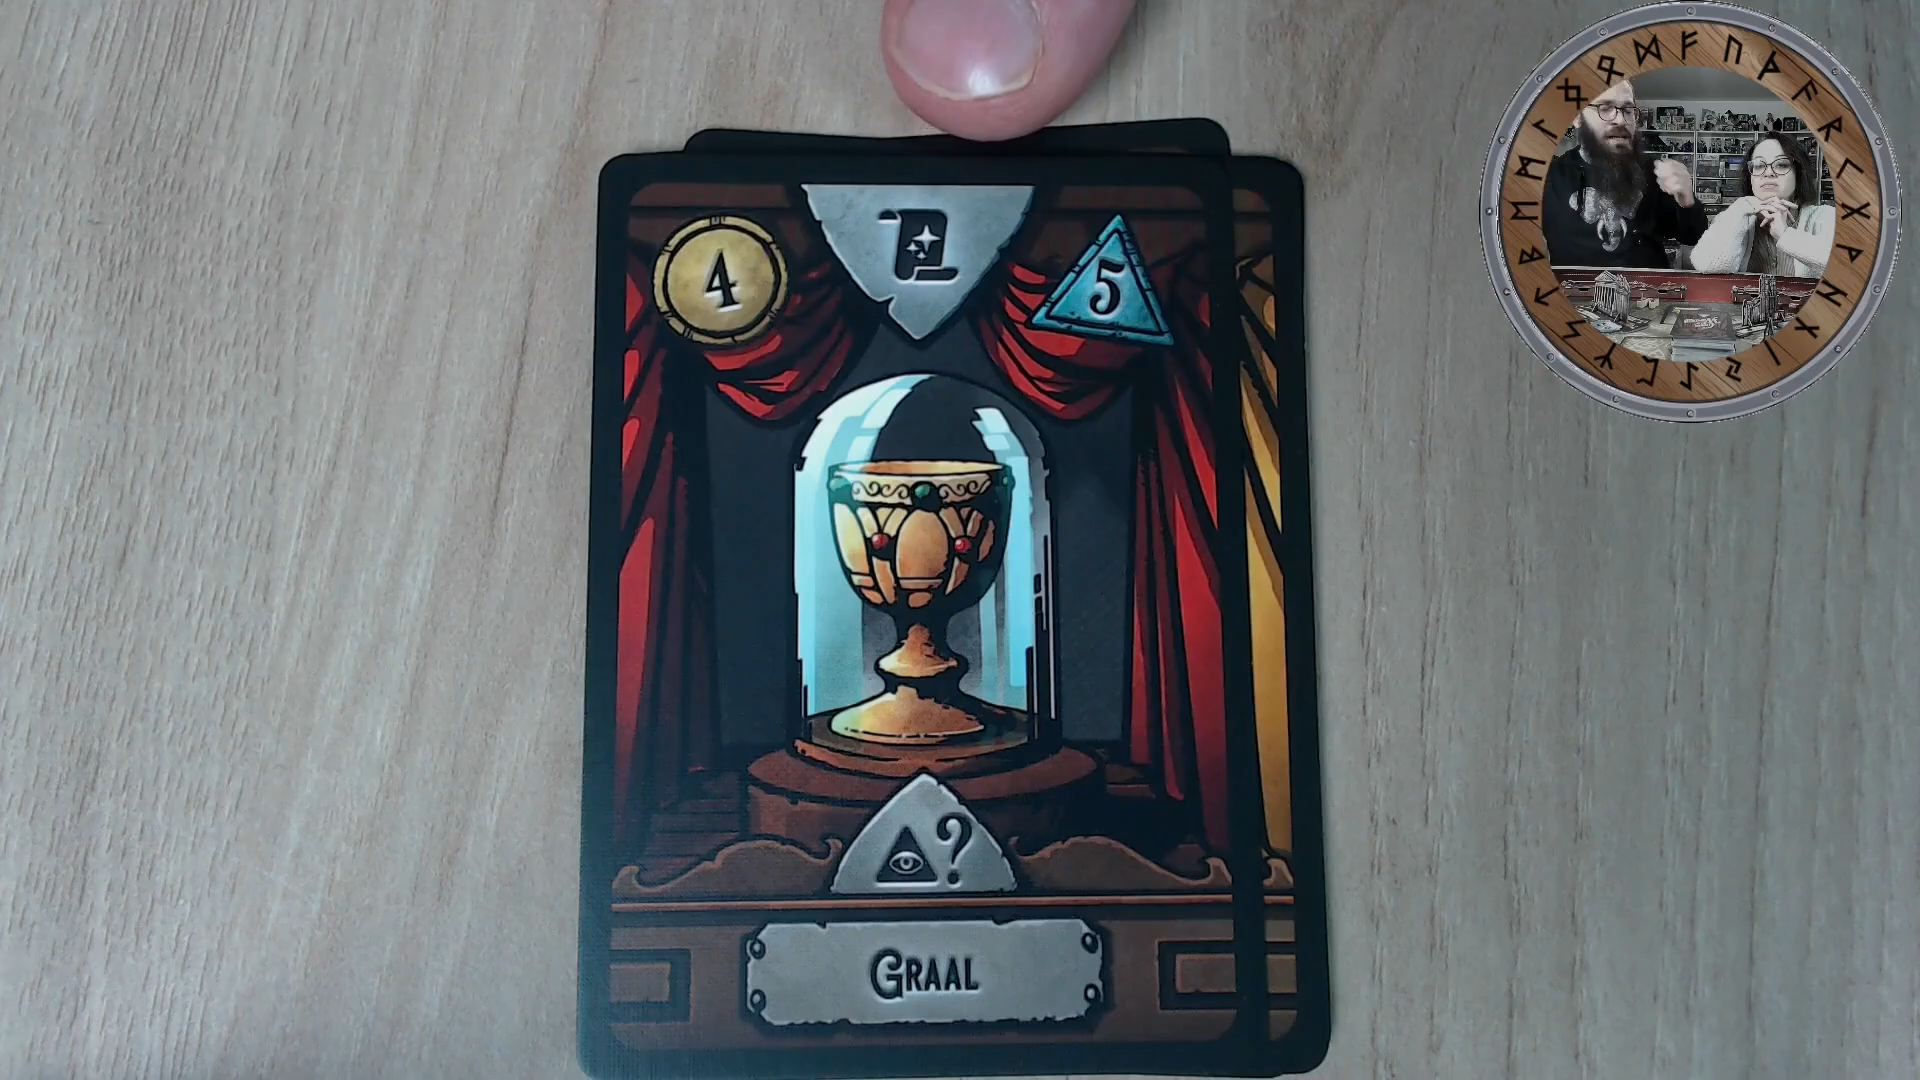 4
5
?
GRAAL
ᚠ ᚢ ᚦ ᚨ ᚱ ᚲ ᚷ ᚹ ᚺ ᚾ ᛁ ᛃ ᛇ ᛈ ᛉ ᛊ ᛏ ᛒ ᛖ ᛗ ᛚ ᛜ ᛟ ᛞ